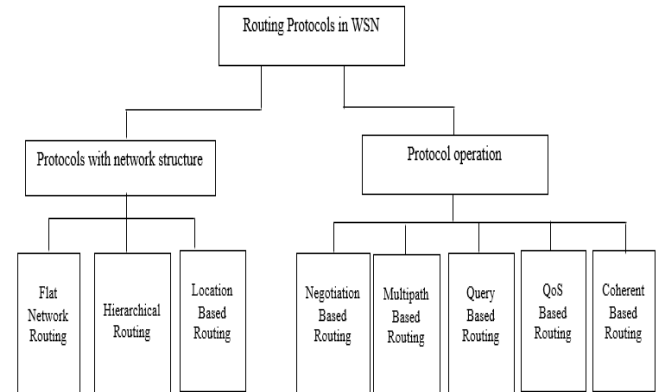 Routing Protocols in WSN
Protocols with network structure
Protocol operation
Flat
Network
Routing
Hierarchical
Routing
Location
Based
Routing
Negotiation
Based
Routing
Multipath
Based
Routing
Query
Based
Routing
QoS
Based
Routing
Coherent
Based
Routing